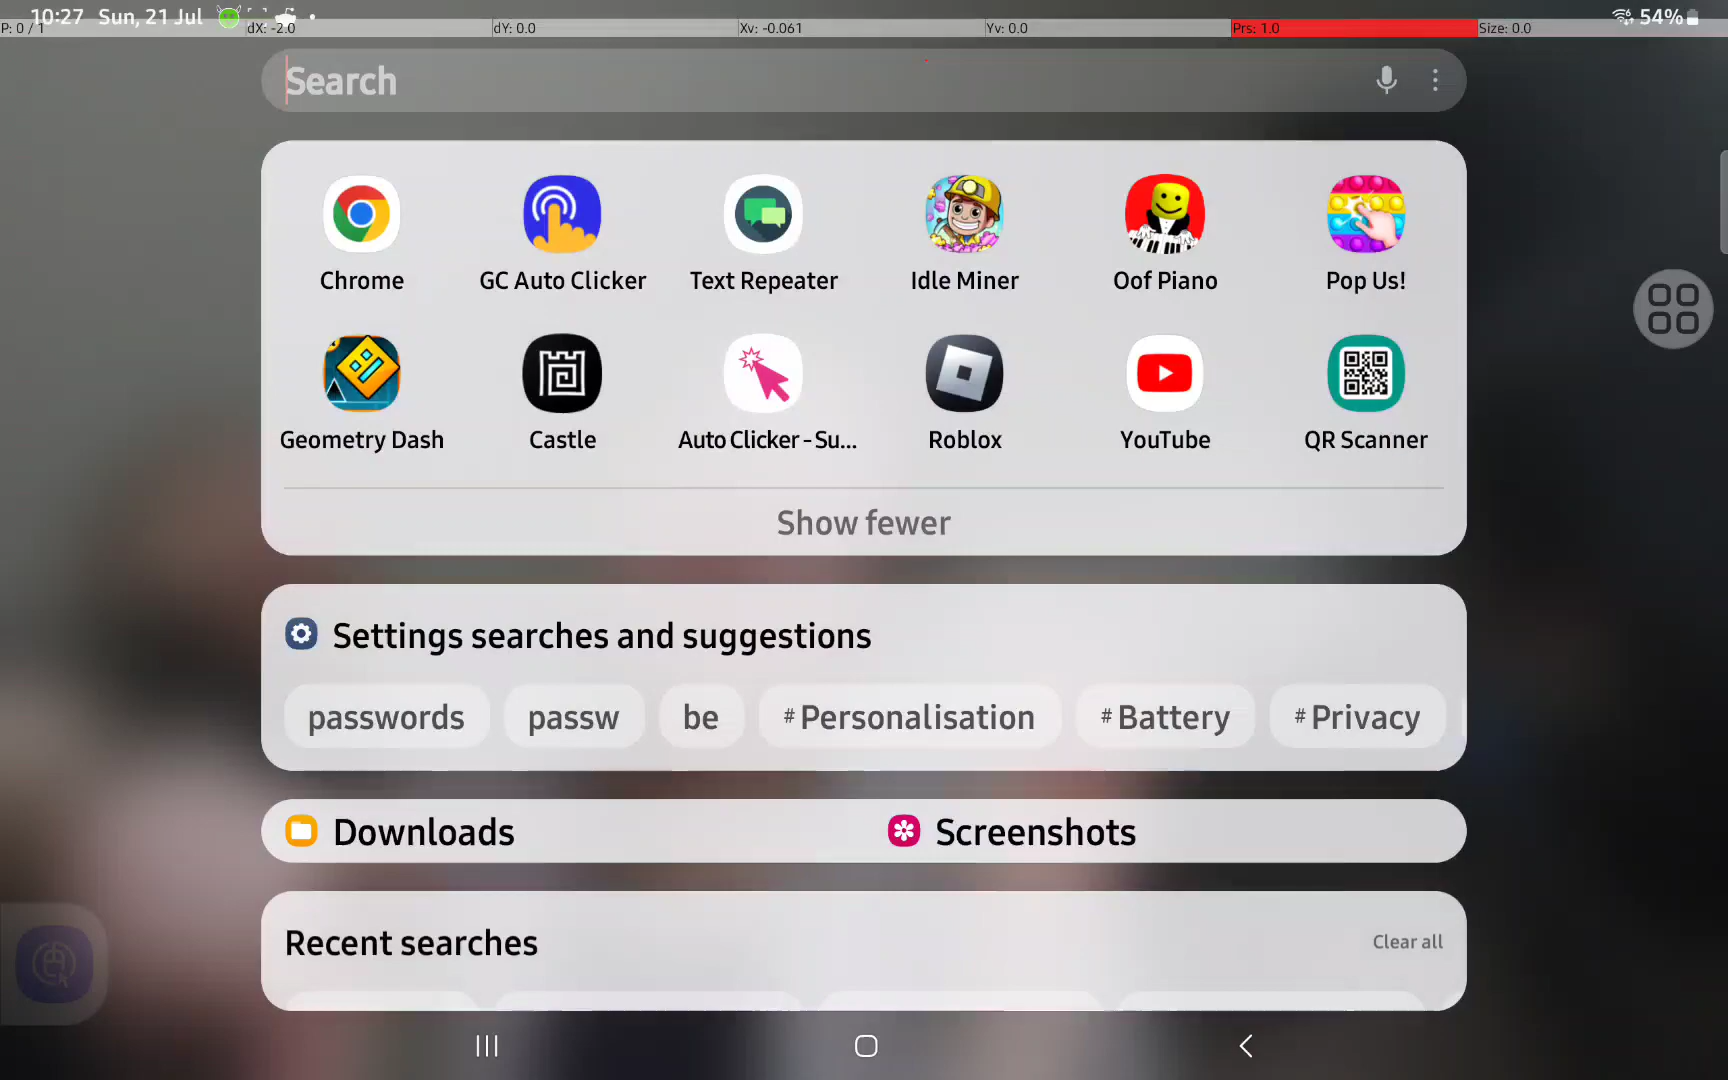 10:27 Sun, 21 Jul 54%
P: 0 / 1 dX: -2.0 dY: 0.0 Xv: -0.061 Yv: 0.0 Prs: 1.0 Size: 0.0
Search
Chrome GC Auto Clicker Text Repeater Idle Miner Oof Piano Pop Us!
Geometry Dash Castle Auto Clicker - Su... Roblox YouTube QR Scanner
Show fewer
Settings searches and suggestions
passwords passw be #Personalisation #Battery #Privacy
Downloads Screenshots
Recent searches Clear all